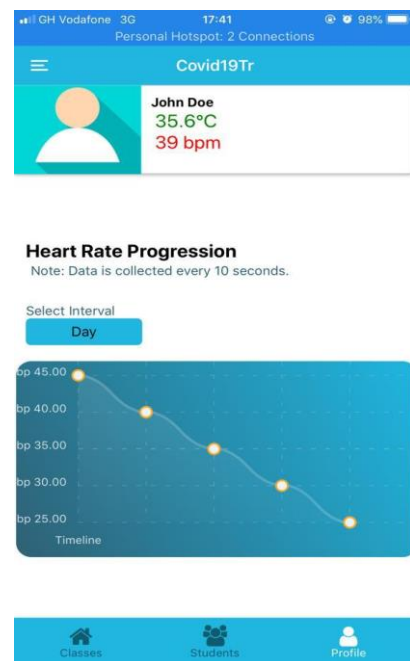 GH Vodafone 3G 17:41 98%
Personal Hotspot: 2 Connections
Covid19Tr
John Doe
35.6°C
39 bpm
Heart Rate Progression
Note: Data is collected every 10 seconds.
Select Interval
Day
bp 45.00
bp 40.00
bp 35.00
bp 30.00
bp 25.00
Timeline
Classes Students Profile